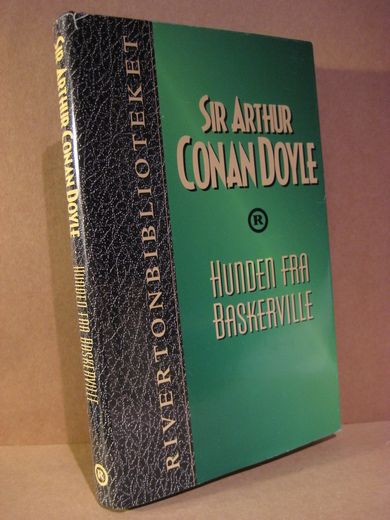 SIR ARTHUR CONAN DOYLE HUNDEN FRA BASKERVILLE
R
RIVERTONBIBLIOTEKET
SIR ARTHUR
CONAN DOYLE
R
HUNDEN FRA
BASKERVILLE